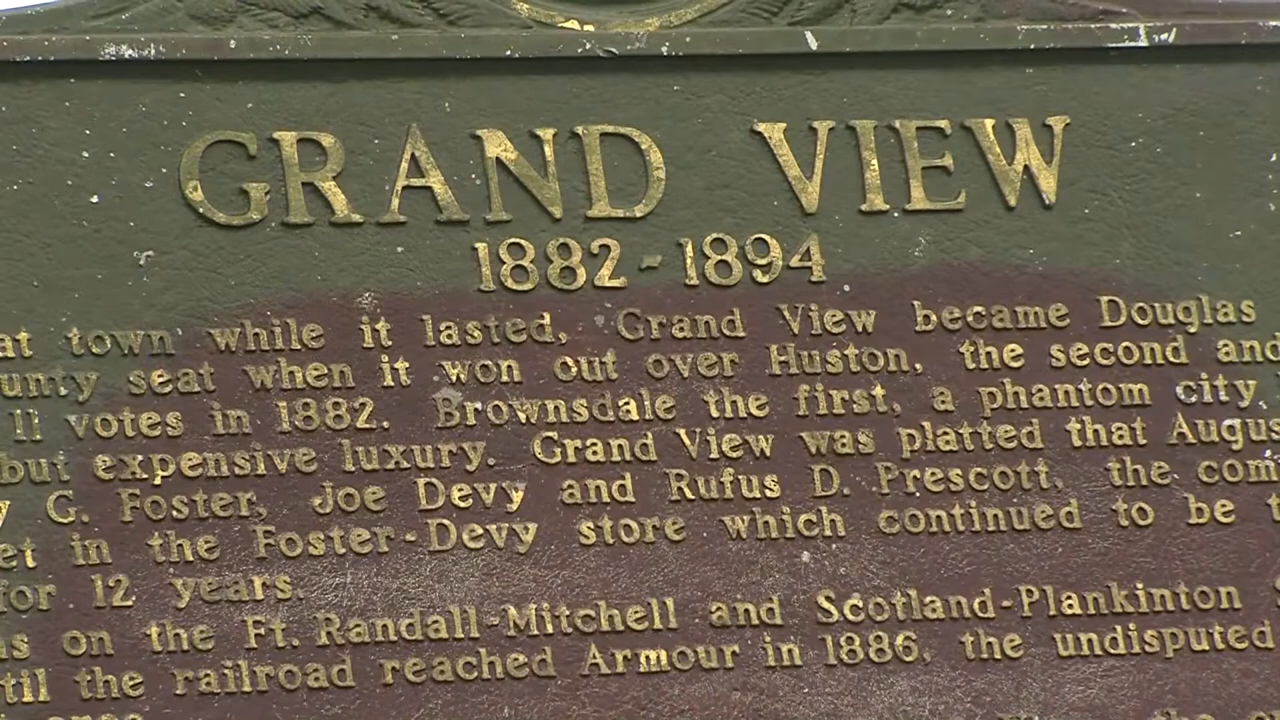 GRAND VIEW
1882 - 1894
at town while it lasted, Grand View became Douglas
unty seat when it won out over Huston, the second and
11 votes in 1882. Brownsdale the first, a phantom city,
but expensive luxury. Grand View was platted that Augus
y G. Foster, Joe Devy and Rufus D. Prescott, the com
et in the Foster-Devy store which continued to be t
for 12 years.
as on the Ft. Randall-Mitchell and Scotland-Plankinton
til the railroad reached Armour in 1886, the undisputed